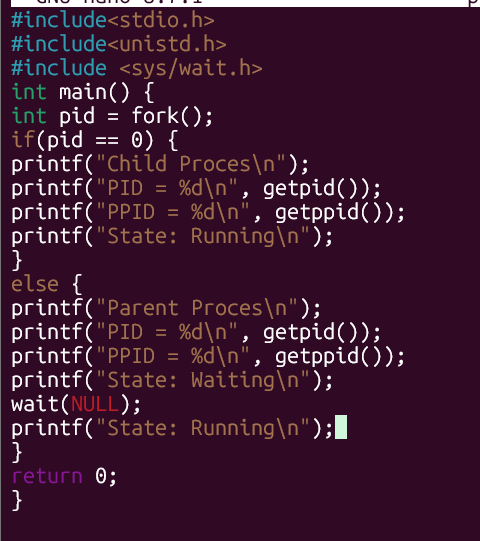 #include<stdio.h>
#include<unistd.h>
#include <sys/wait.h>
int main() {
int pid = fork();
if(pid == 0) {
printf("Child Proces\n");
printf("PID = %d\n", getpid());
printf("PPID = %d\n", getppid());
printf("State: Running\n");
}
else {
printf("Parent Proces\n");
printf("PID = %d\n", getpid());
printf("PPID = %d\n", getppid());
printf("State: Waiting\n");
wait(NULL);
printf("State: Running\n");
}
return 0;
}